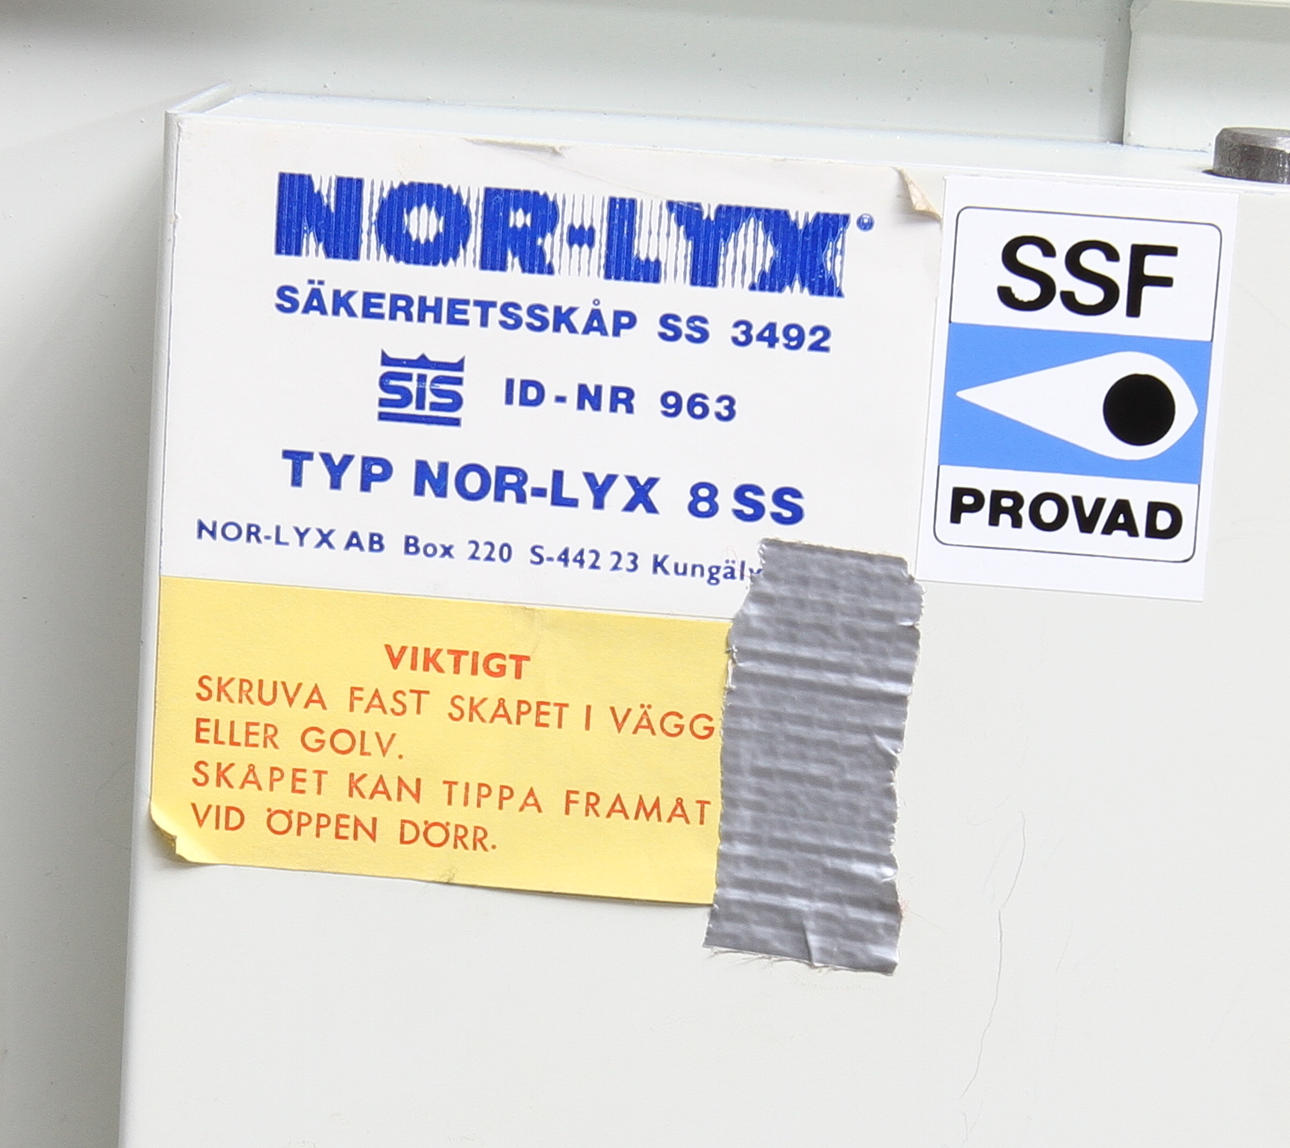 NOR-LYX®
SÄKERHETSSKÅP SS 3492
SIS ID-NR 963
TYP NOR-LYX 8 SS
NOR-LYX AB Box 220 S-442 23 Kungälv
VIKTIGT
SKRUVA FAST SKÅPET I VÄGG
ELLER GOLV.
SKÅPET KAN TIPPA FRAMÅT
VID ÖPPEN DÖRR.
SSF
PROVAD